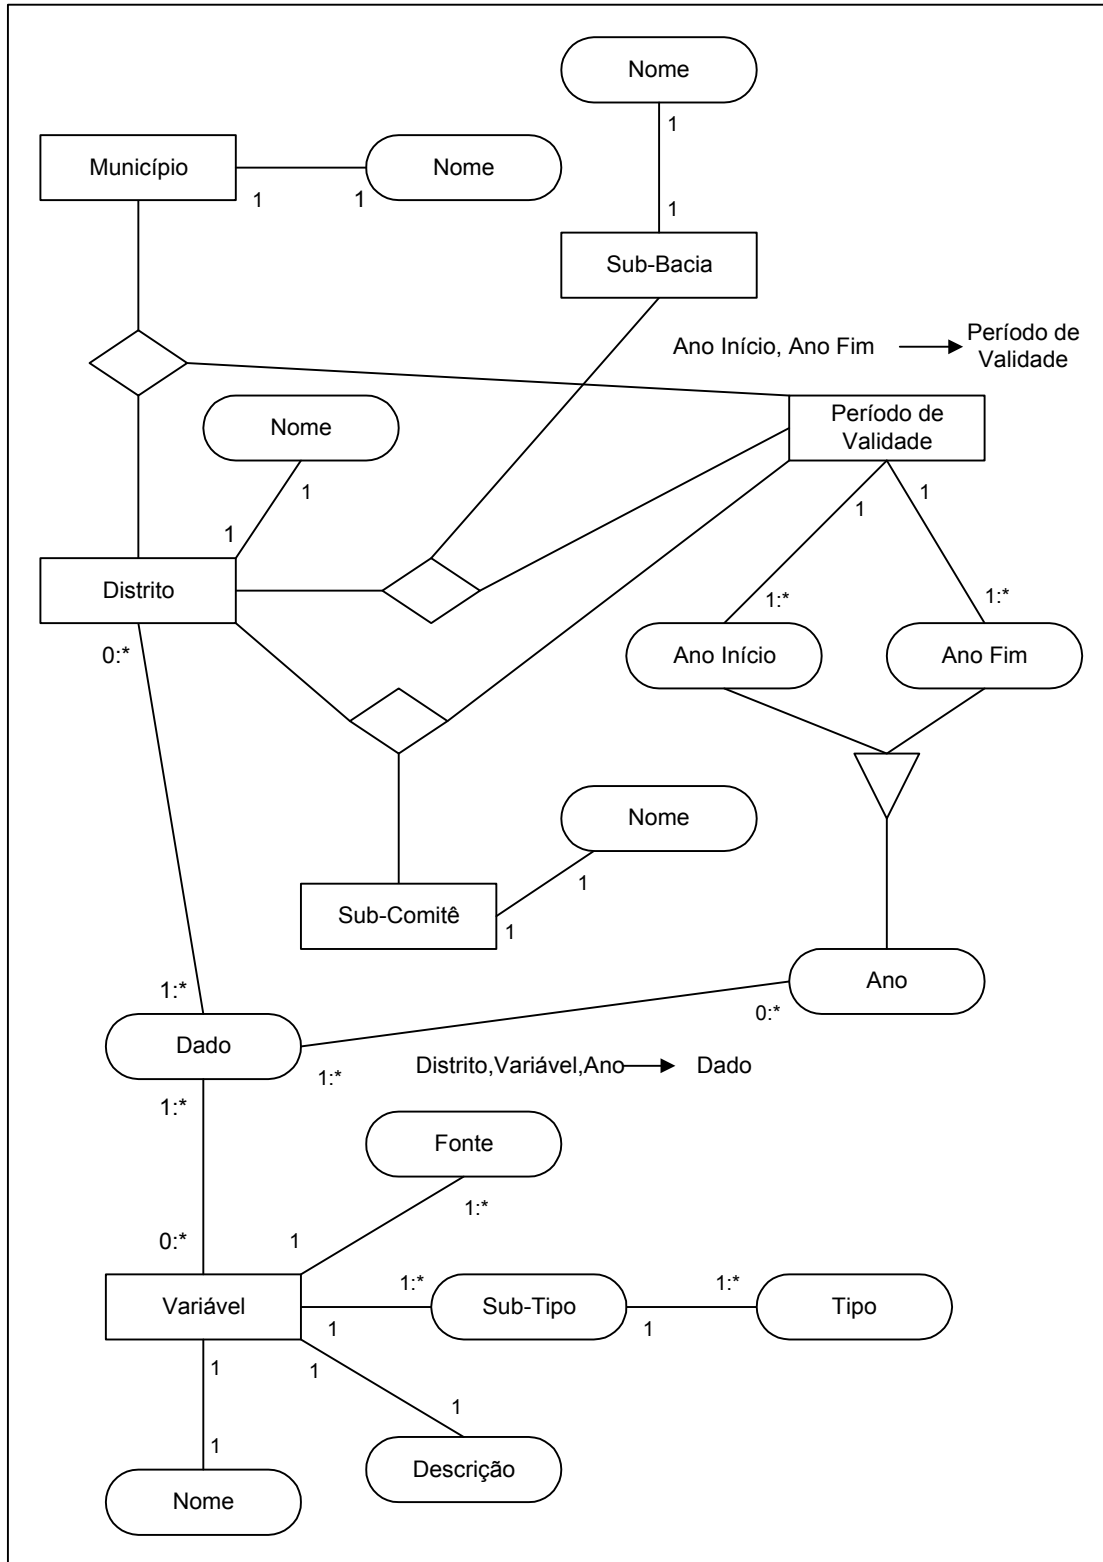 Nome
1
Município
Nome
1
1
1
Sub-Bacia
Ano Início, Ano Fim
Período de
Validade
Nome
Período de
Validade
1
1
1
1
Distrito
1:*
1:*
0:*
Ano Início
Ano Fim
Nome
1
Sub-Comitê
1
1:*
Ano
0:*
Dado
1:*
Distrito,Variável,Ano
Dado
1:*
Fonte
1:*
0:*
1
1:*
1:*
Variável
Sub-Tipo
Tipo
1
1
1
1
1
1
Descrição
Nome